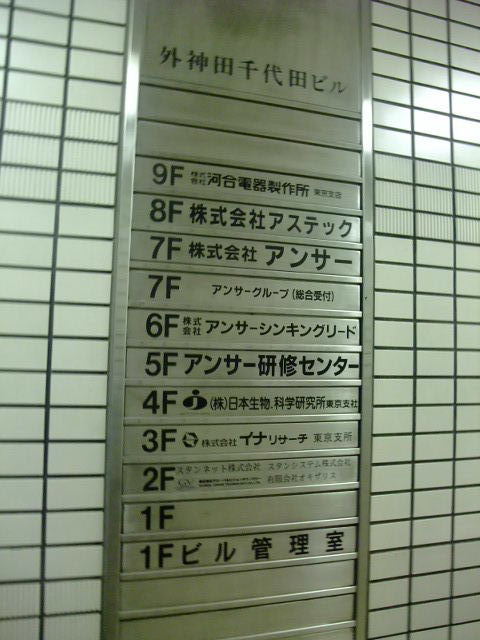 外神田千代田ビル
9F 株式会社 河合電器製作所 東京支店
8F 株式会社アステック
7F 株式会社 アンサー
7F アンサーグループ(総合受付)
6F 株式会社 アンサーシンキングリード
5F アンサー研修センター
4F (株)日本生物.科学研究所東京支社
3F 株式会社 イナリサーチ 東京支所
2F スタンネット株式会社 スタンシステム株式会社
有限会社オキザリス
1F
1F ビル管理室